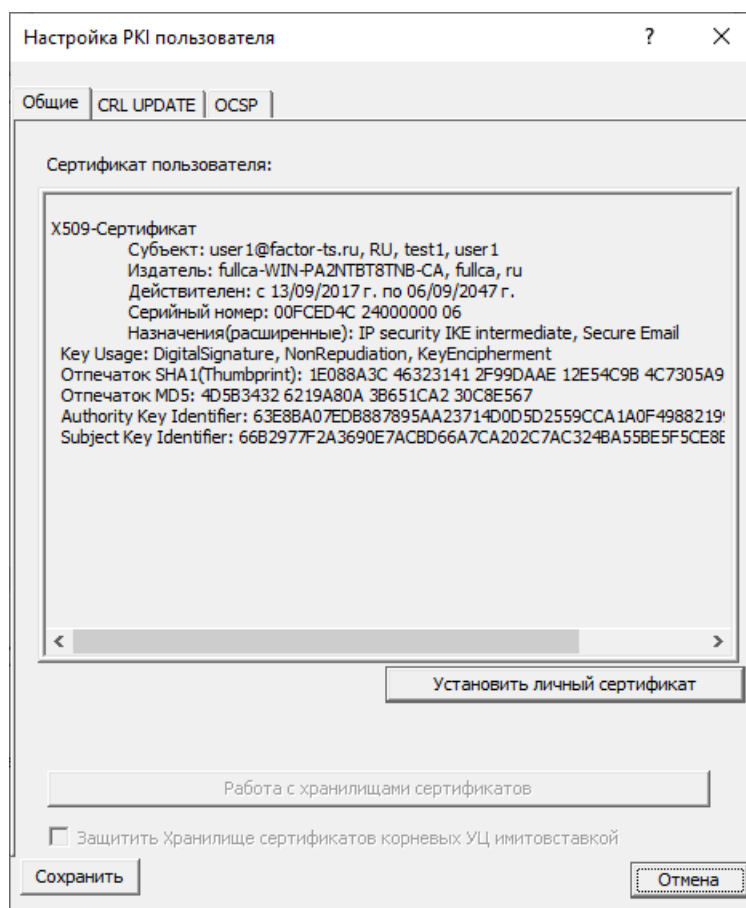 Настройка PKI пользователя
?
Общие
CRL UPDATE
OCSP
Сертификат пользователя:
X509-Сертификат
Субъект: user1@factor-ts.ru, RU, test1, user1
Издатель: fullca-WIN-PA2NTBT8TNB-CA, fullca, ru
Действителен: с 13/09/2017 г. по 06/09/2047 г.
Серийный номер: 00FCED4C 24000000 06
Назначения(расширенные): IP security IKE intermediate, Secure Email
Key Usage: DigitalSignature, NonRepudiation, KeyEncipherment
Отпечаток SHA1(Thumbprint): 1E088A3C 46323141 2F99DAAE 12E54C9B 4C7305A9
Отпечаток MD5: 4D5B3432 6219A80A 3B651CA2 30C8E567
Authority Key Identifier: 63E8BA07EDB887895AA23714D0D5D2559CCA1A0F49882199
Subject Key Identifier: 66B2977F2A3690E7ACBD66A7CA202C7AC324BA55BE5F5CE8E
Установить личный сертификат
Работа с хранилищами сертификатов
Защитить Хранилище сертификатов корневых УЦ имитовставкой
Сохранить
Отмена